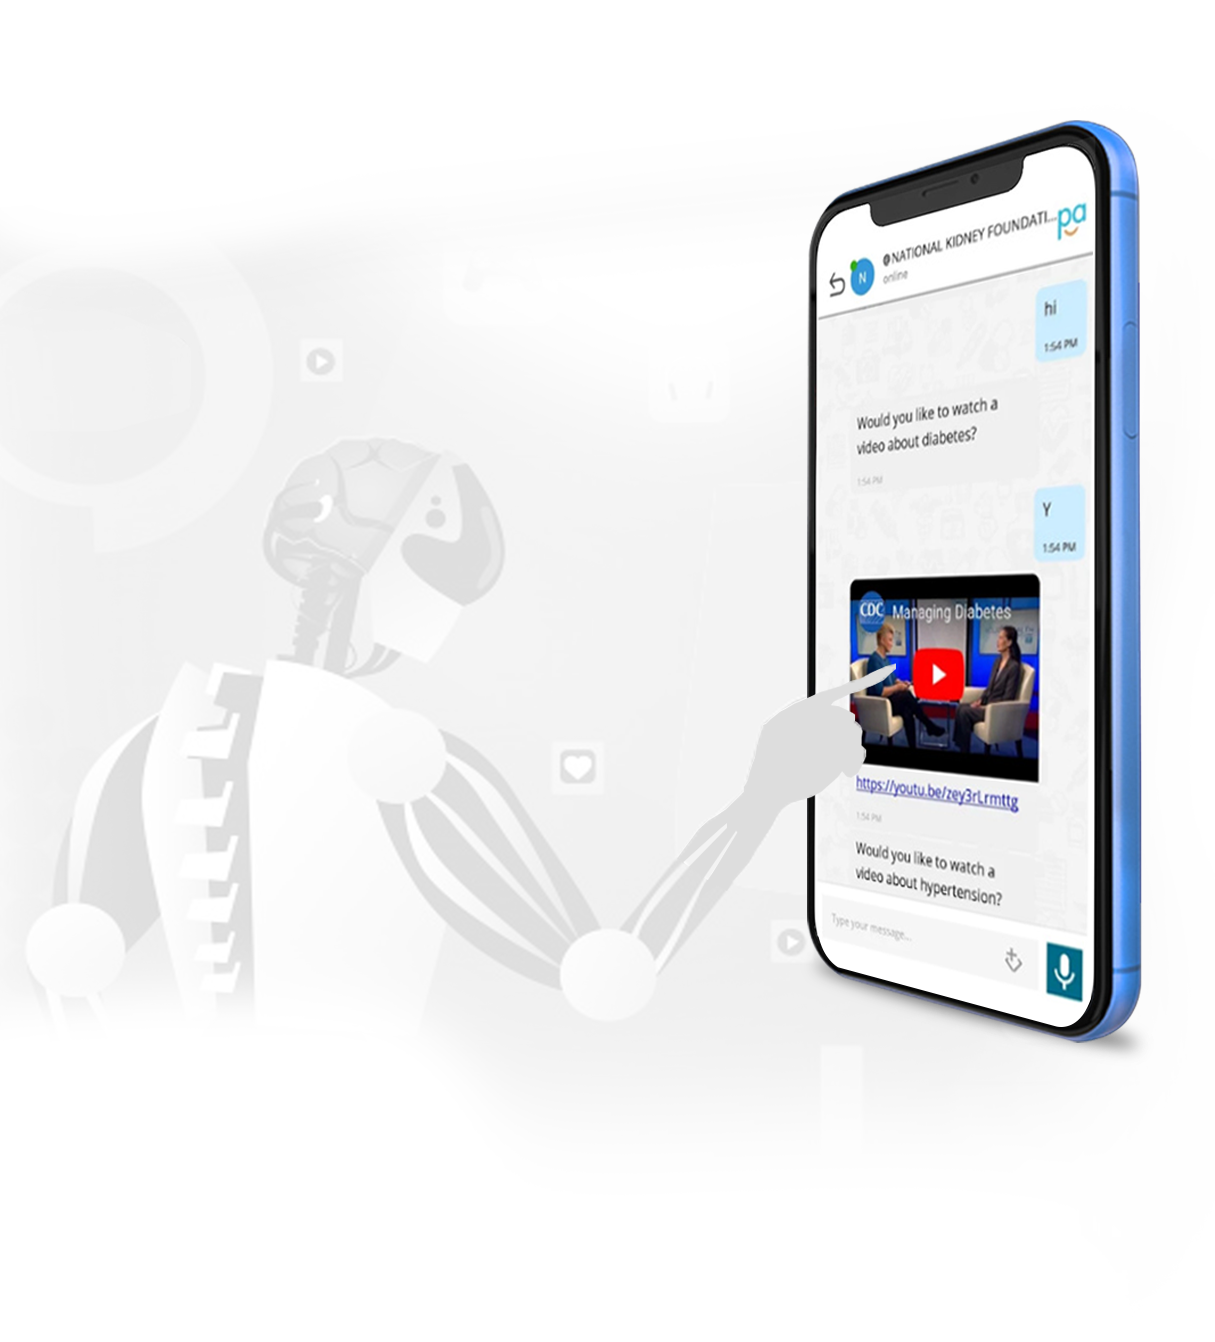 @NATIONAL KIDNEY FOUNDATI...
pa
N
online
hi
1:54 PM
Would you like to watch a
video about diabetes?
1:54 PM
Y
1:54 PM
CDC Managing Diabetes
https://youtu.be/zey3rLrmttg
1:54 PM
Would you like to watch a
video about hypertension?
Type your message...